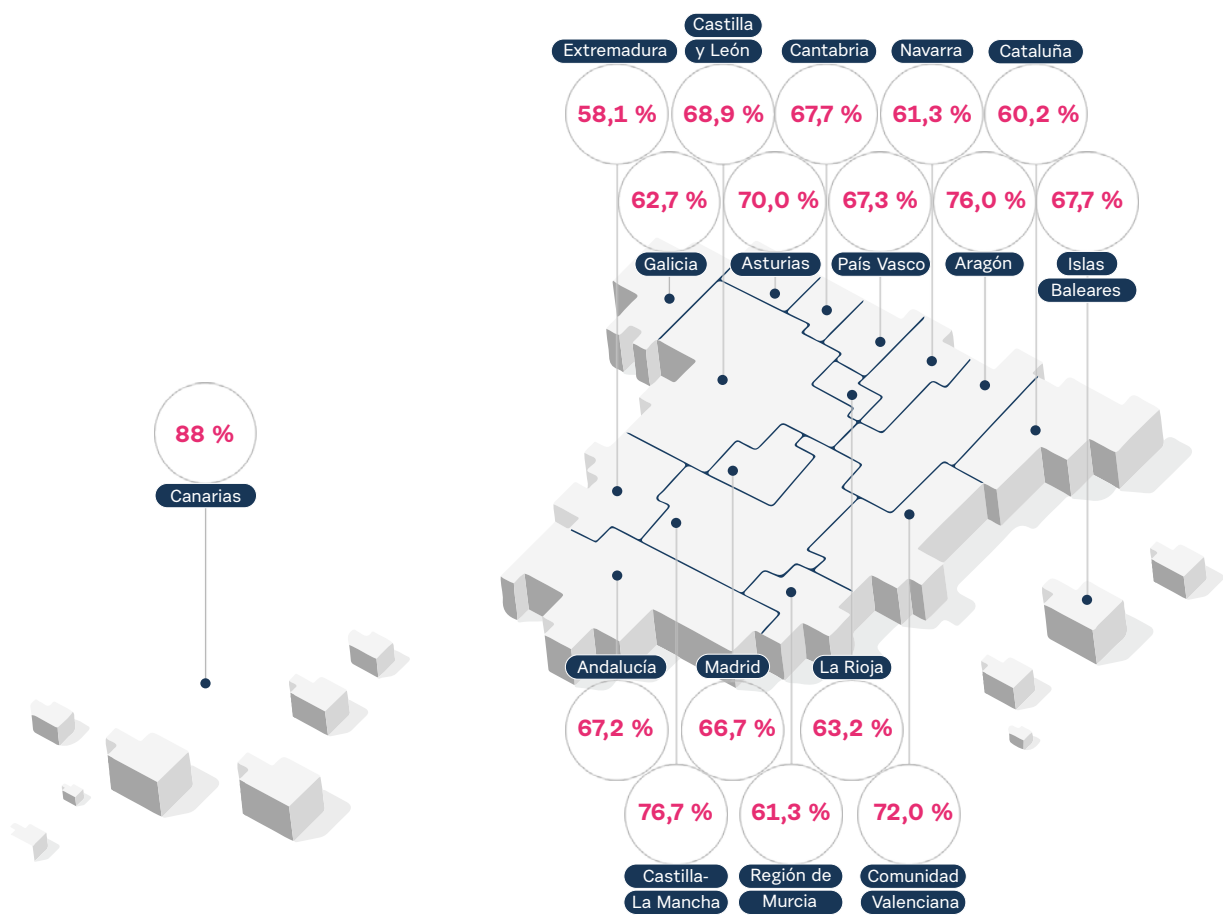 Castilla
y León
Extremadura
Cantabria
Navarra
Cataluña
58,1 %
68,9 %
67,7 %
61,3 %
60,2 %
62,7 %
70,0 %
67,3 %
76,0 %
67,7 %
Galicia
Asturias
País Vasco
Aragón
Islas
Baleares
88 %
Canarias
Andalucía
Madrid
La Rioja
67,2 %
66,7 %
63,2 %
76,7 %
61,3 %
72,0 %
Castilla-
La Mancha
Región de
Murcia
Comunidad
Valenciana